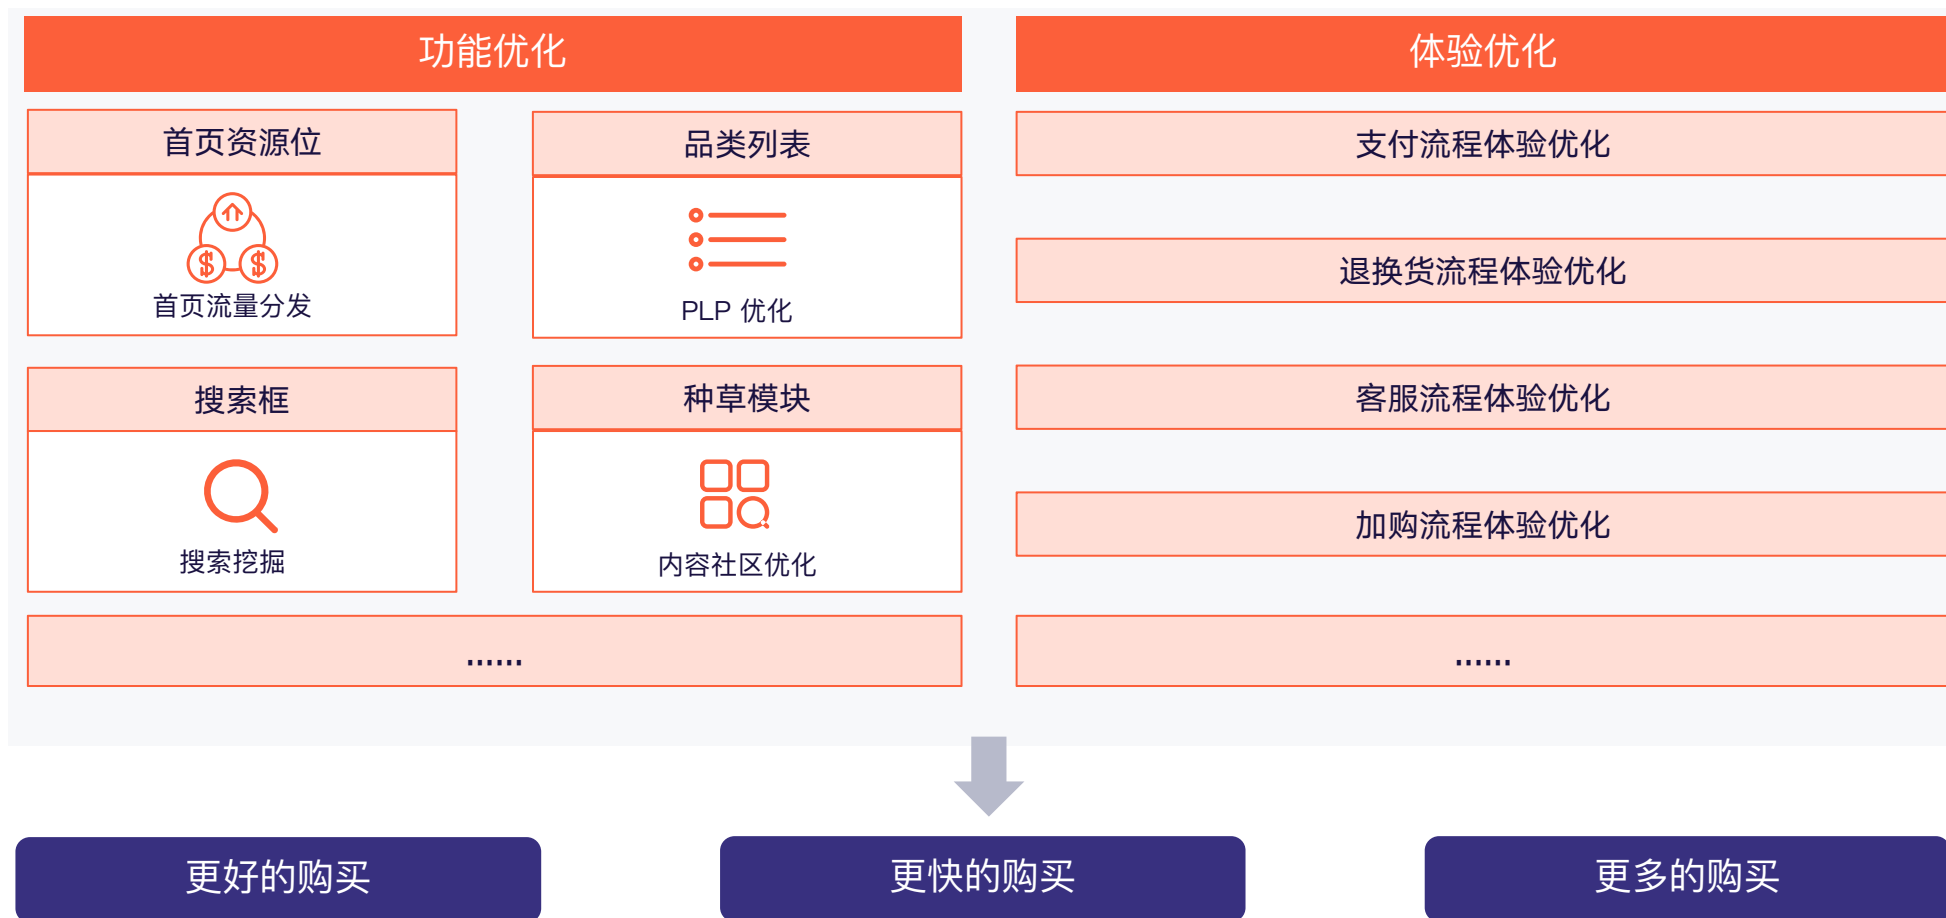 功能优化
首页资源位
首页流量分发
品类列表
PLP 优化
搜索框
搜索挖掘
种草模块
内容社区优化
......
体验优化
支付流程体验优化
退换货流程体验优化
客服流程体验优化
加购流程体验优化
......
更好的购买
更快的购买
更多的购买